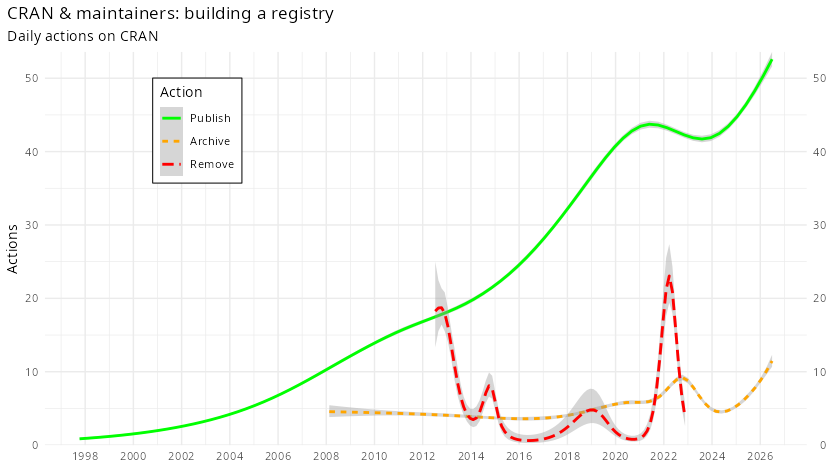 CRAN & maintainers: building a registry
Daily actions on CRAN
Action
Publish
Archive
Remove
Actions
50 50
40 40
30 30
20 20
10 10
0 0
1998 2000 2002 2004 2006 2008 2010 2012 2014 2016 2018 2020 2022 2024 2026